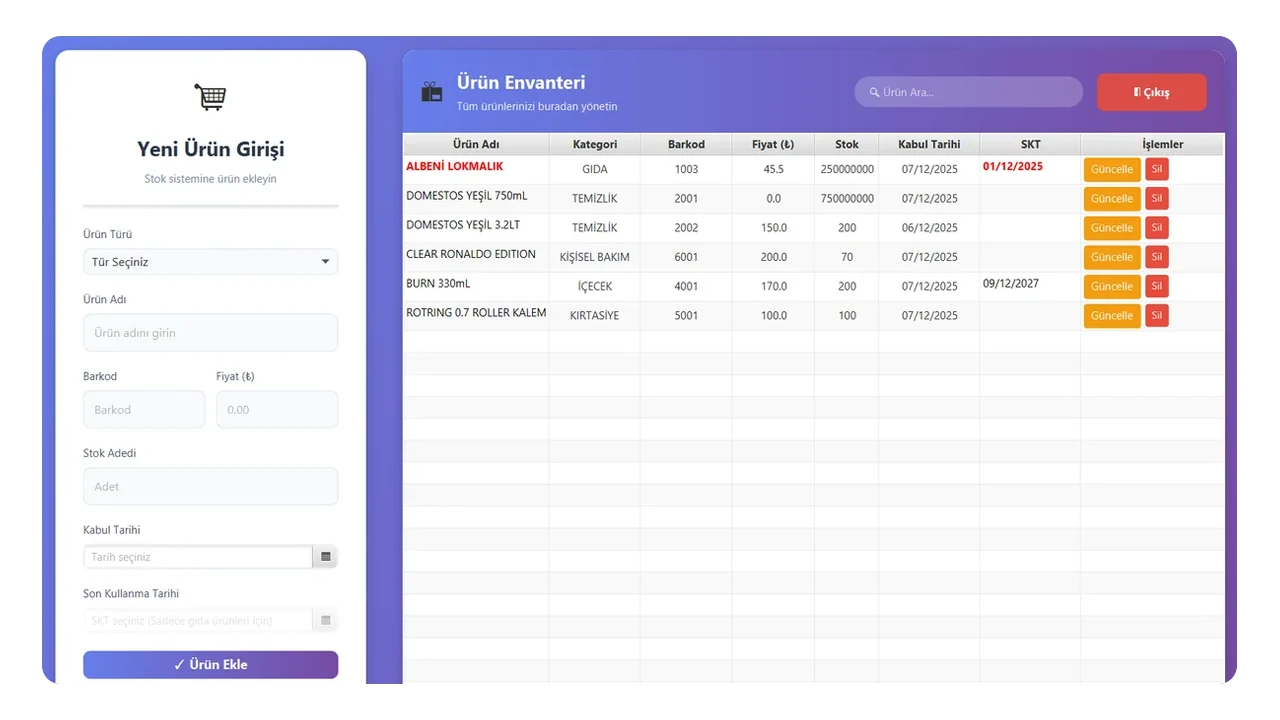 Yeni Ürün Girişi
Stok sistemine ürün ekleyin
Ürün Türü
Tür Seçiniz
Ürün Adı
Ürün adını girin
Barkod Fiyat (₺)
Barkod 0.00
Stok Adedi
Adet
Kabul Tarihi
Tarih seçiniz
Son Kullanma Tarihi
SKT seçiniz (Sadece gıda ürünleri için)
✓ Ürün Ekle
Ürün Envanteri
Tüm ürünlerinizi buradan yönetin
Ürün Ara...
Çıkış
Ürün Adı Kategori Barkod Fiyat (₺) Stok Kabul Tarihi SKT İşlemler
ALBENİ LOKMALIK GIDA 1003 45.5 250000000 07/12/2025 01/12/2025 Güncelle Sil
DOMESTOS YEŞİL 750mL TEMİZLİK 2001 0.0 750000000 07/12/2025 Güncelle Sil
DOMESTOS YEŞİL 3.2LT TEMİZLİK 2002 150.0 200 06/12/2025 Güncelle Sil
CLEAR RONALDO EDITION KİŞİSEL BAKIM 6001 200.0 70 07/12/2025 Güncelle Sil
BURN 330mL İÇECEK 4001 170.0 200 07/12/2025 09/12/2027 Güncelle Sil
ROTRING 0.7 ROLLER KALEM KIRTASİYE 5001 100.0 100 07/12/2025 Güncelle Sil